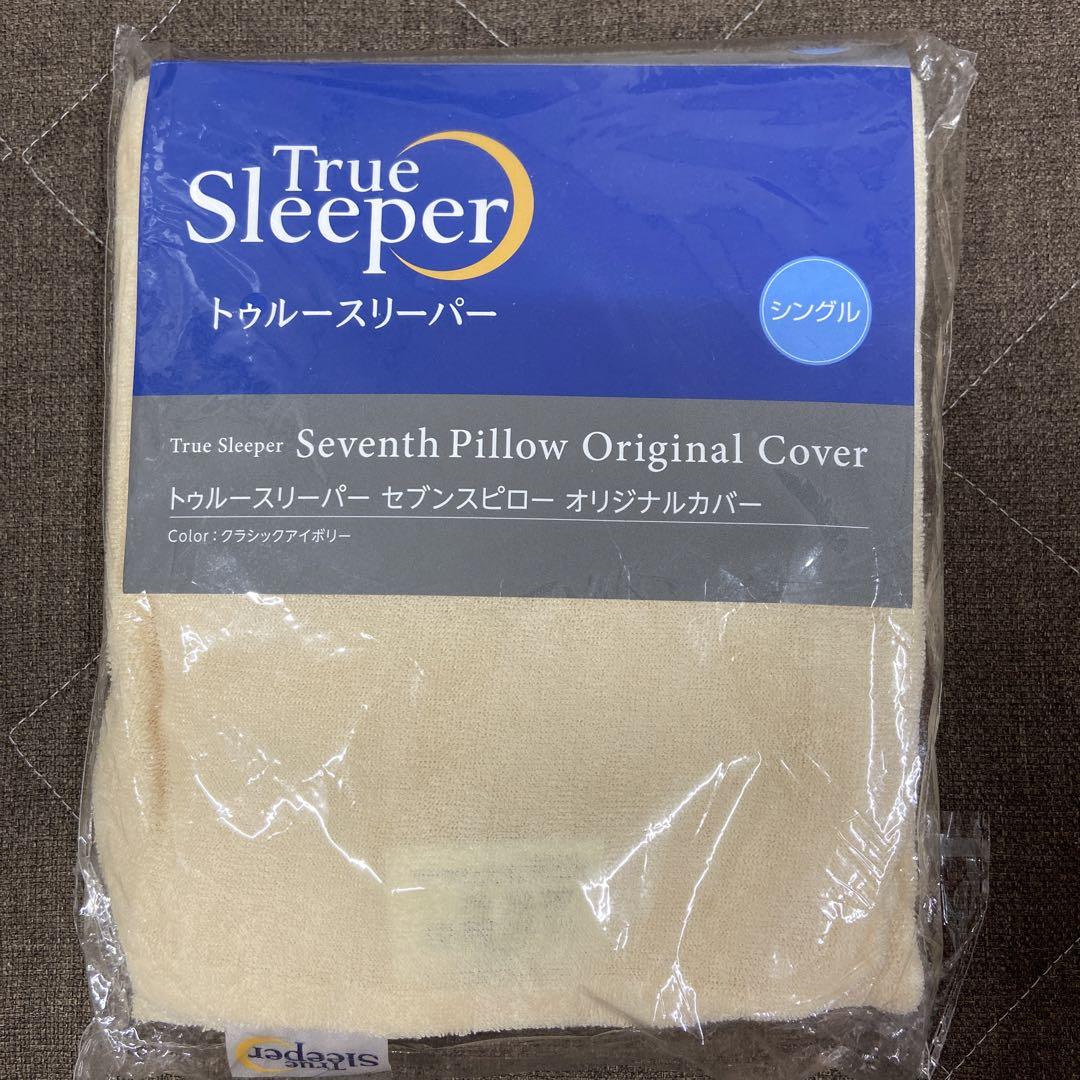 True
Sleeper
トゥルースリーパー
シングル
True Sleeper Seventh Pillow Original Cover
トゥルースリーパー セブンスピロー オリジナルカバー
Color：クラシックアイボリー
True
Sleeper